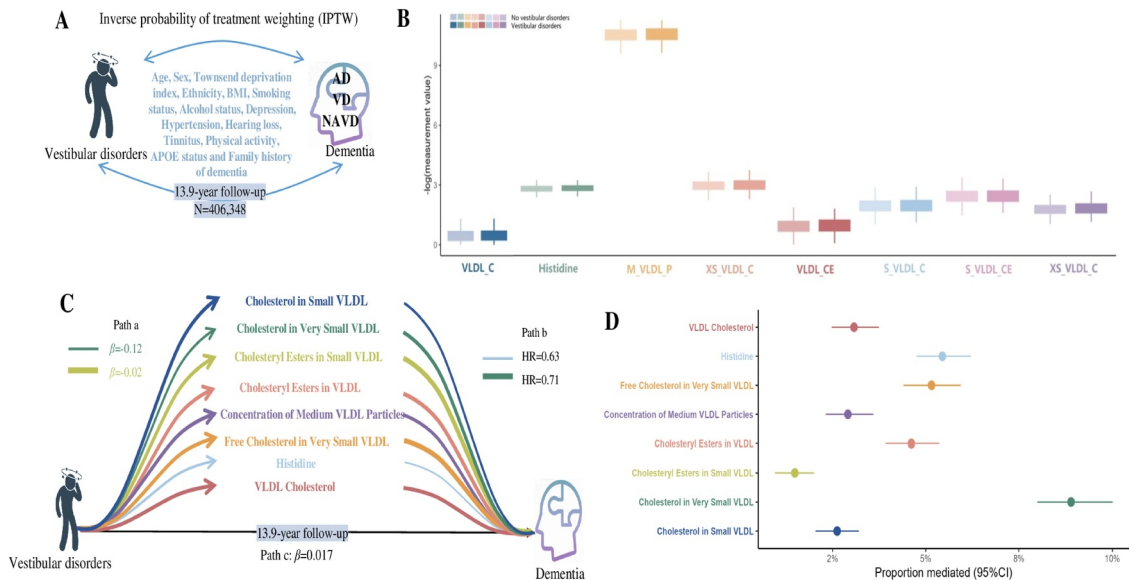 A
Inverse probability of treatment weighting (IPTW)
Age, Sex, Townsend deprivation
index, Ethnicity, BMI, Smoking
status, Alcohol status, Depression,
Hypertension, Hearing loss,
Tinnitus, Physical activity,
APOE status and Family history
of dementia
AD
VD
NAVD
Vestibular disorders
Dementia
13.9-year follow-up
N=406,348
B
No vestibular disorders
Vestibular disorders
-log(measurement value)
9
3
0
VLDL_C
Histidine
M_VLDL_P
XS_VLDL_C
VLDL_CE
S_VLDL_C
S_VLDL_CE
XS_VLDL_C
C
Path a
β=-0.12
β=-0.02
Cholesterol in Small VLDL
Cholesterol in Very Small VLDL
Cholesteryl Esters in Small VLDL
Cholesteryl Esters in VLDL
Concentration of Medium VLDL Particles
Free Cholesterol in Very Small VLDL
Histidine
VLDL Cholesterol
Path b
HR=0.63
HR=0.71
Vestibular disorders
13.9-year follow-up
Path c: β=0.017
Dementia
D
VLDL Cholesterol
Histidine
Free Cholesterol in Very Small VLDL
Concentration of Medium VLDL Particles
Cholesteryl Esters in VLDL
Cholesteryl Esters in Small VLDL
Cholesterol in Very Small VLDL
Cholesterol in Small VLDL
2%
5%
8%
10%
Proportion mediated (95%CI)